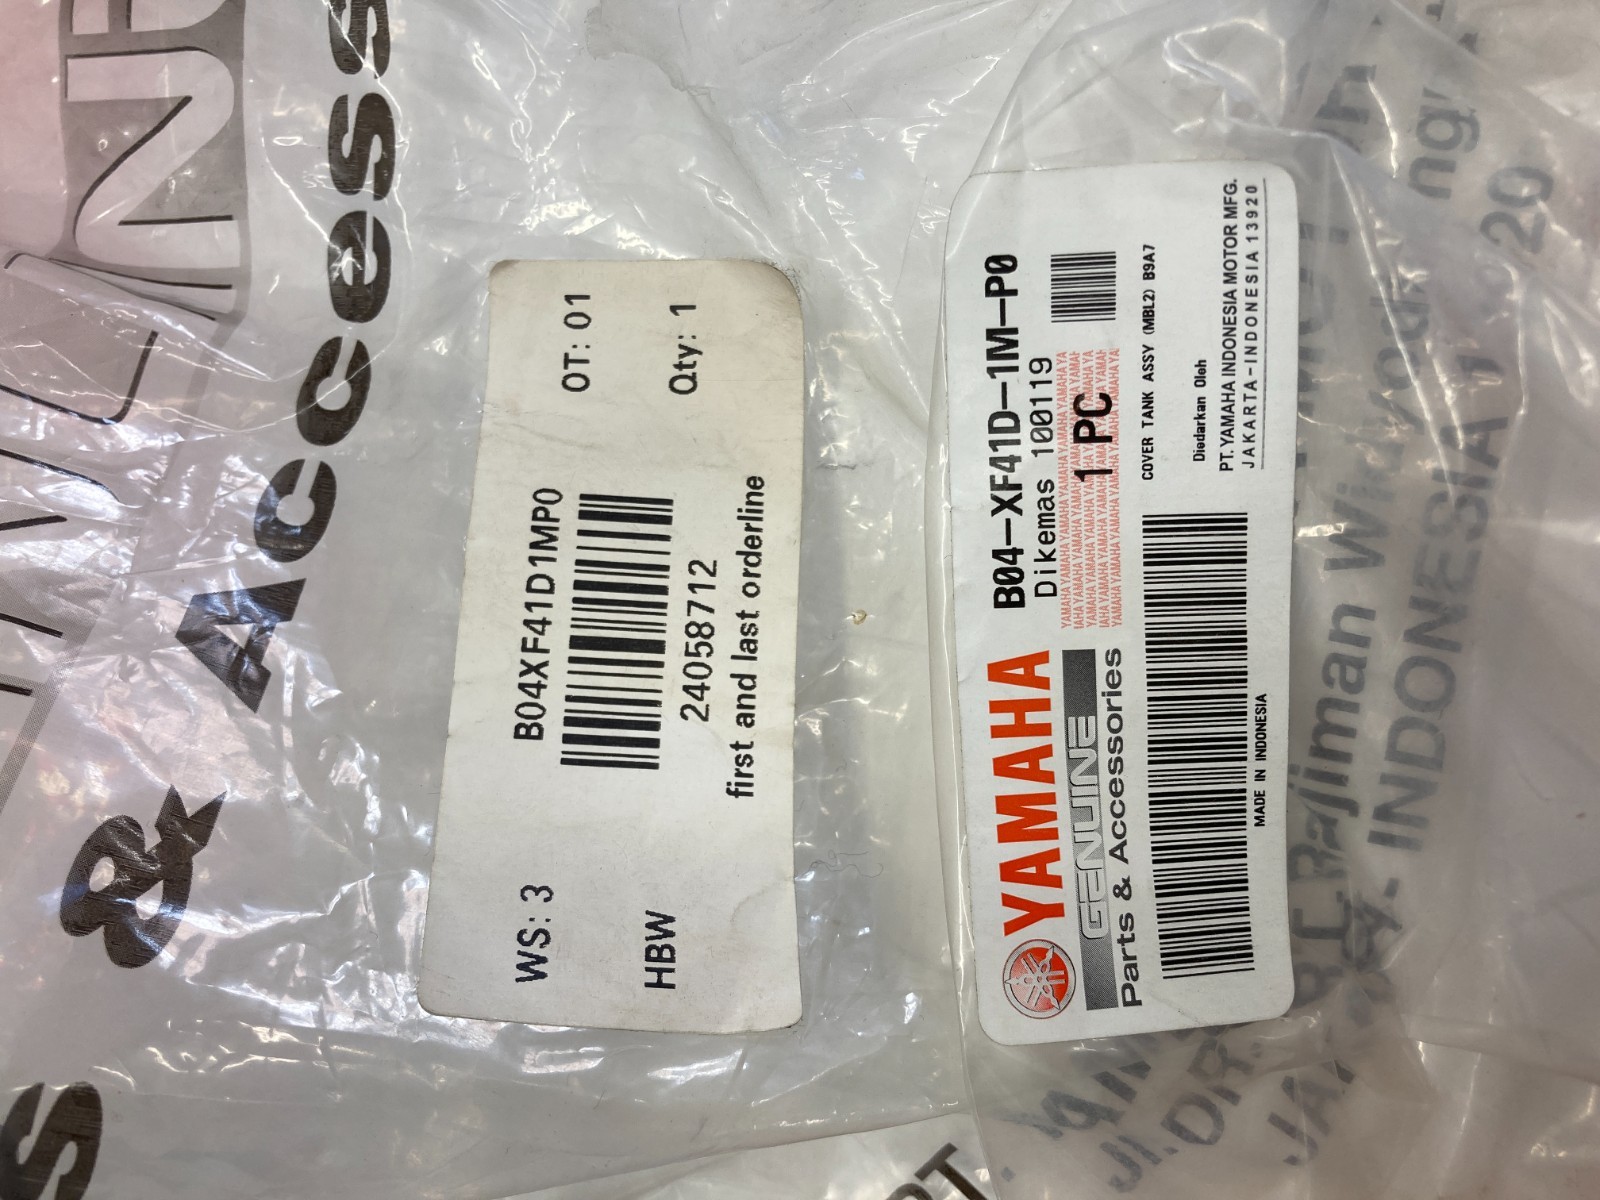 & Access
WS: 3
B04XF41D1MP0
OT: 01
HBW
24058712
Qty: 1
first and last orderline
YAMAHA
GENUINE
Parts & Accessories
B04-XF41D-1M-P0
Dikemas 100119
1 PC
COVER TANK ASSY (MBL2) B9A7
Diedarkan Oleh
PT. YAMAHA INDONESIA MOTOR MFG.
JAKARTA-INDONESIA 13920
MADE IN INDONESIA
INDONESIA